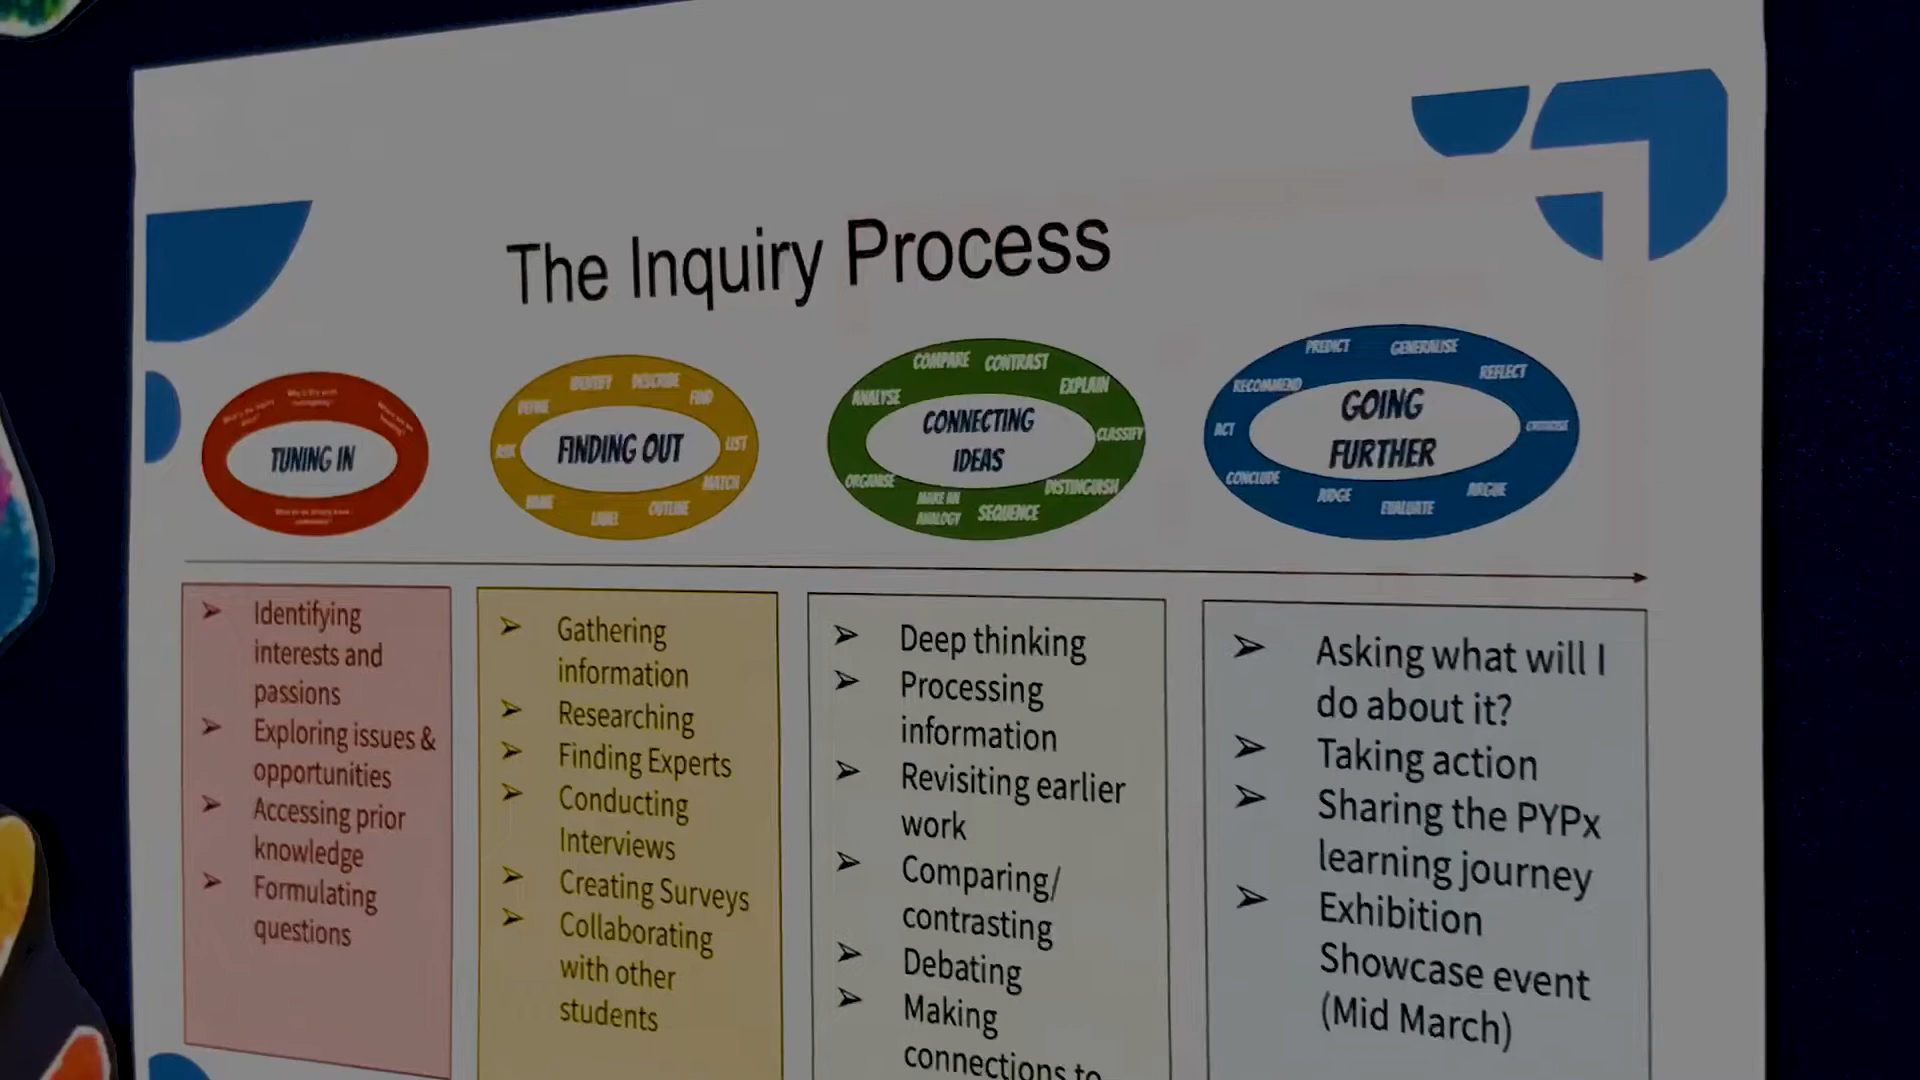 The Inquiry Process
TUNING IN
IDENTIFY
DESCRIBE
FIND
DEFINE
LIST
FINDING OUT
MATCH
NAME
LABEL
OUTLINE
COMPARE
CONTRAST
ANALYSE
EXPLAIN
CLASSIFY
CONNECTING
IDEAS
ORGANISE
DISTINGUISH
MAKE AN
ANALOGY
SEQUENCE
PREDICT
GENERALISE
RECOMMEND
REFLECT
ACT
GOING
FURTHER
CONCLUDE
JUDGE
EVALUATE
ARGUE
➢ Identifying
interests and
passions
➢ Exploring issues &
opportunities
➢ Accessing prior
knowledge
➢ Formulating
questions
➢ Gathering
information
➢ Researching
➢ Finding Experts
➢ Conducting
Interviews
➢ Creating Surveys
➢ Collaborating
with other
students
➢ Deep thinking
➢ Processing
information
➢ Revisiting earlier
work
➢ Comparing/
contrasting
➢ Debating
➢ Making
connections to
➢ Asking what will I
do about it?
➢ Taking action
➢ Sharing the PYPx
learning journey
➢ Exhibition
Showcase event
(Mid March)